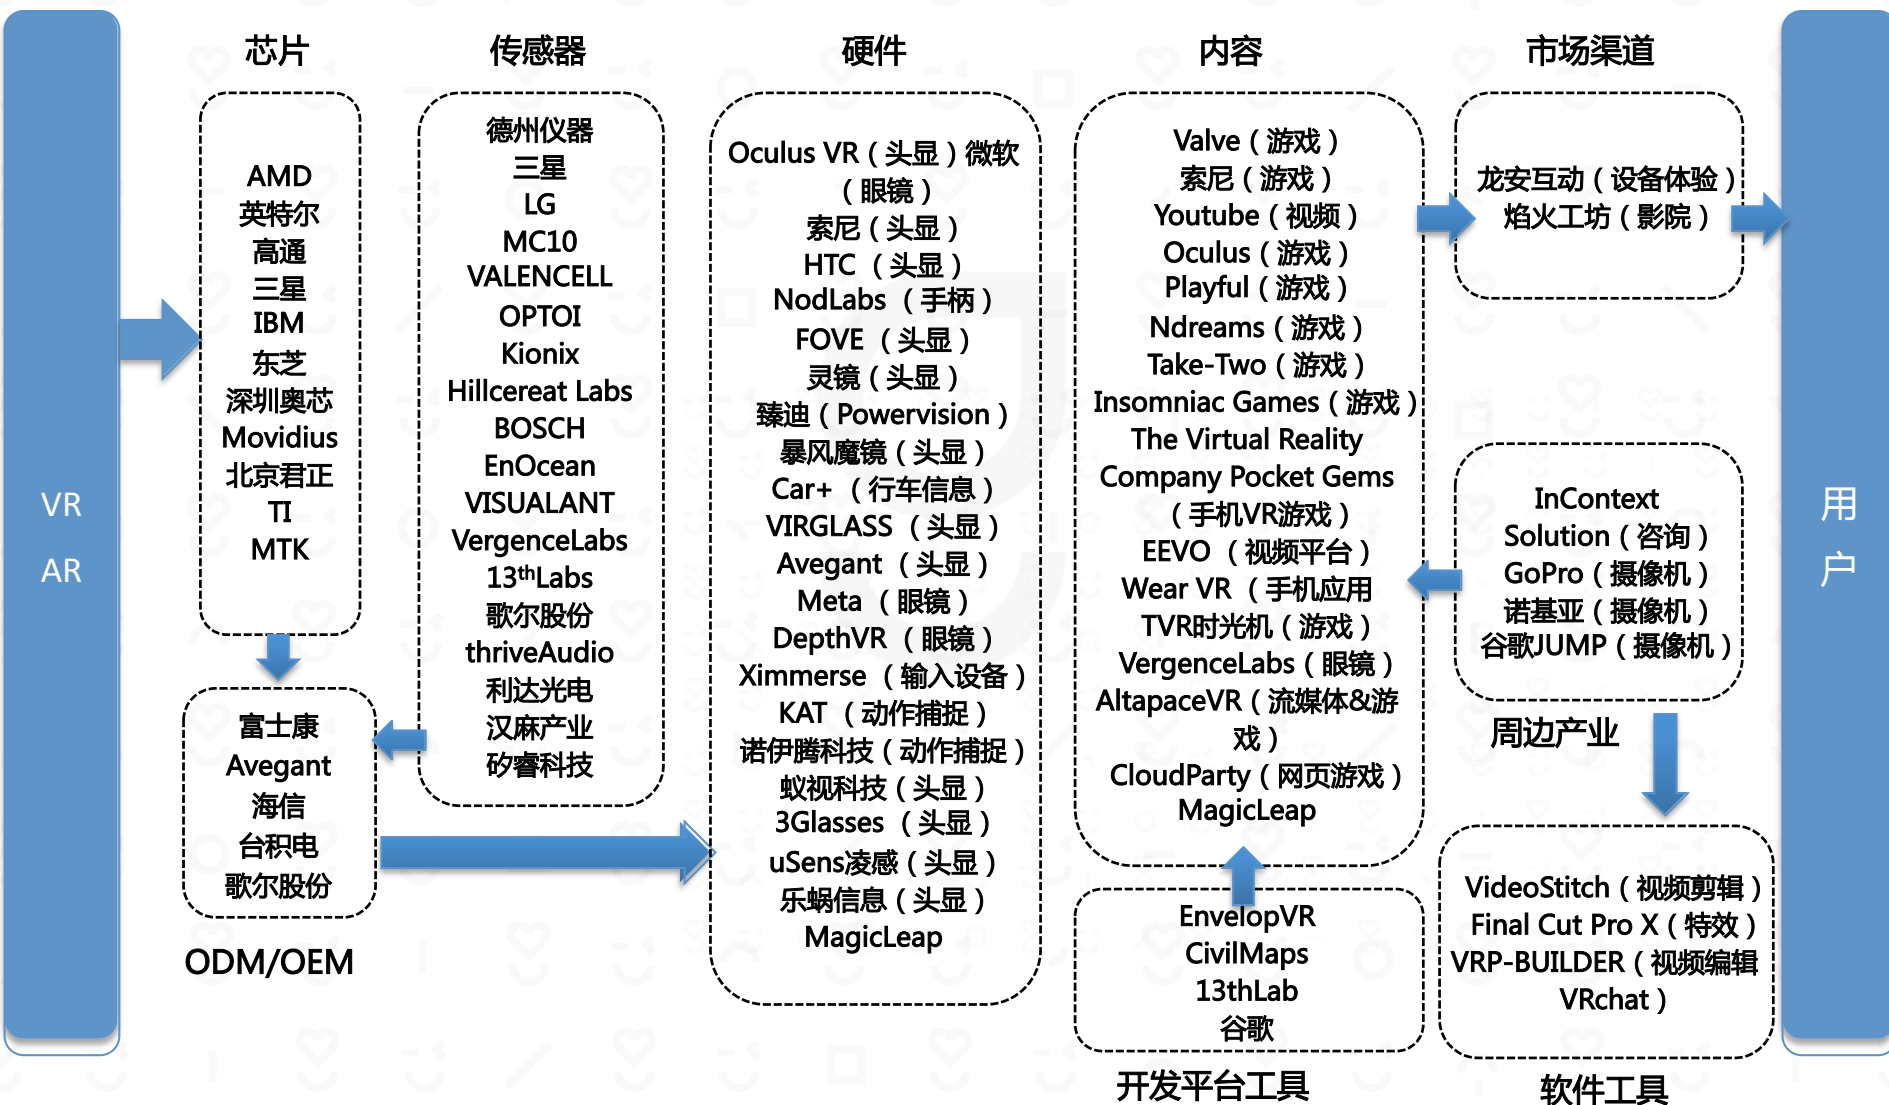 VR
AR
芯片
AMD
英特尔
高通
三星
IBM
东芝
深圳奥芯
Movidius
北京君正
TI
MTK
富士康
Avegant
海信
台积电
歌尔股份
ODM/OEM
传感器
德州仪器
三星
LG
MC10
VALENCELL
OPTOI
Kionix
Hillcereat Labs
BOSCH
EnOcean
VISUALANT
VergenceLabs
13thLabs
歌尔股份
thriveAudio
利达光电
汉麻产业
矽睿科技
硬件
Oculus VR（头显）微软
（眼镜）
索尼（头显）
HTC （头显）
NodLabs （手柄）
FOVE （头显）
灵镜（头显）
臻迪（Powervision）
暴风魔镜（头显）
Car+ （行车信息）
VIRGLASS （头显）
Avegant （头显）
Meta （眼镜）
DepthVR （眼镜）
Ximmerse （输入设备）
KAT （动作捕捉）
诺伊腾科技（动作捕捉）
蚁视科技（头显）
3Glasses （头显）
uSens凌感（头显）
乐蜗信息（头显）
MagicLeap
内容
Valve（游戏）
索尼（游戏）
Youtube（视频）
Oculus（游戏）
Playful（游戏）
Ndreams（游戏）
Take-Two（游戏）
Insomniac Games（游戏）
The Virtual Reality
Company Pocket Gems
（手机VR游戏）
EEVO （视频平台）
Wear VR （手机应用
TVR时光机（游戏）
VergenceLabs（眼镜）
AltapaceVR（流媒体&游
戏）
CloudParty（网页游戏）
MagicLeap
EnvelopVR
CivilMaps
13thLab
谷歌
开发平台工具
市场渠道
龙安互动（设备体验）
焰火工坊（影院）
InContext
Solution（咨询）
GoPro（摄像机）
诺基亚（摄像机）
谷歌JUMP（摄像机）
周边产业
VideoStitch（视频剪辑）
Final Cut Pro X（特效）
VRP-BUILDER（视频编辑
VRchat）
软件工具
用
户